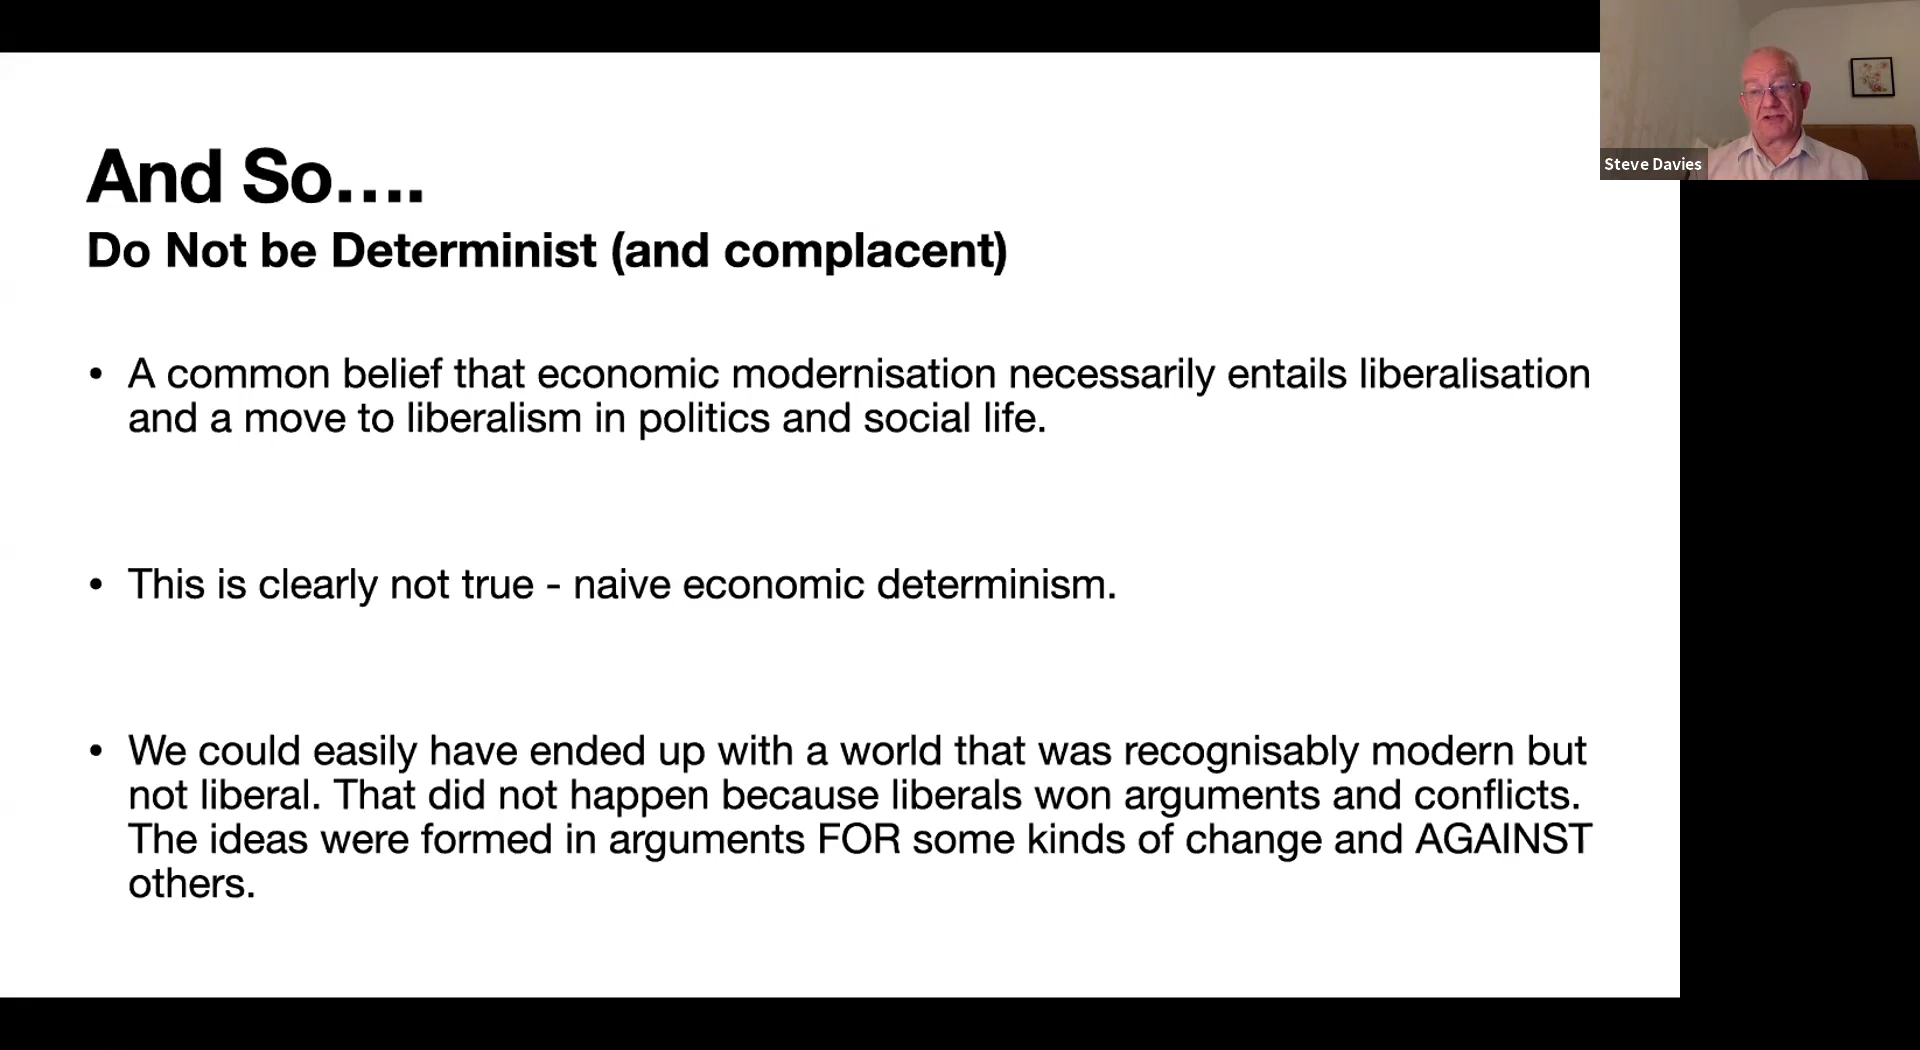 And So....
Do Not be Determinist (and complacent)
• A common belief that economic modernisation necessarily entails liberalisation
and a move to liberalism in politics and social life.
• This is clearly not true - naive economic determinism.
• We could easily have ended up with a world that was recognisably modern but
not liberal. That did not happen because liberals won arguments and conflicts.
The ideas were formed in arguments FOR some kinds of change and AGAINST
others.
Steve Davies